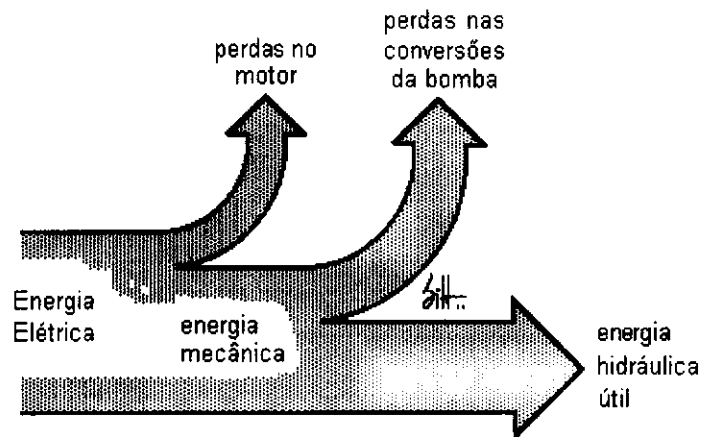 perdas no
motor
perdas nas
conversões
da bomba
Energia
Elétrica
energia
mecânica
energia
hidráulica
útil